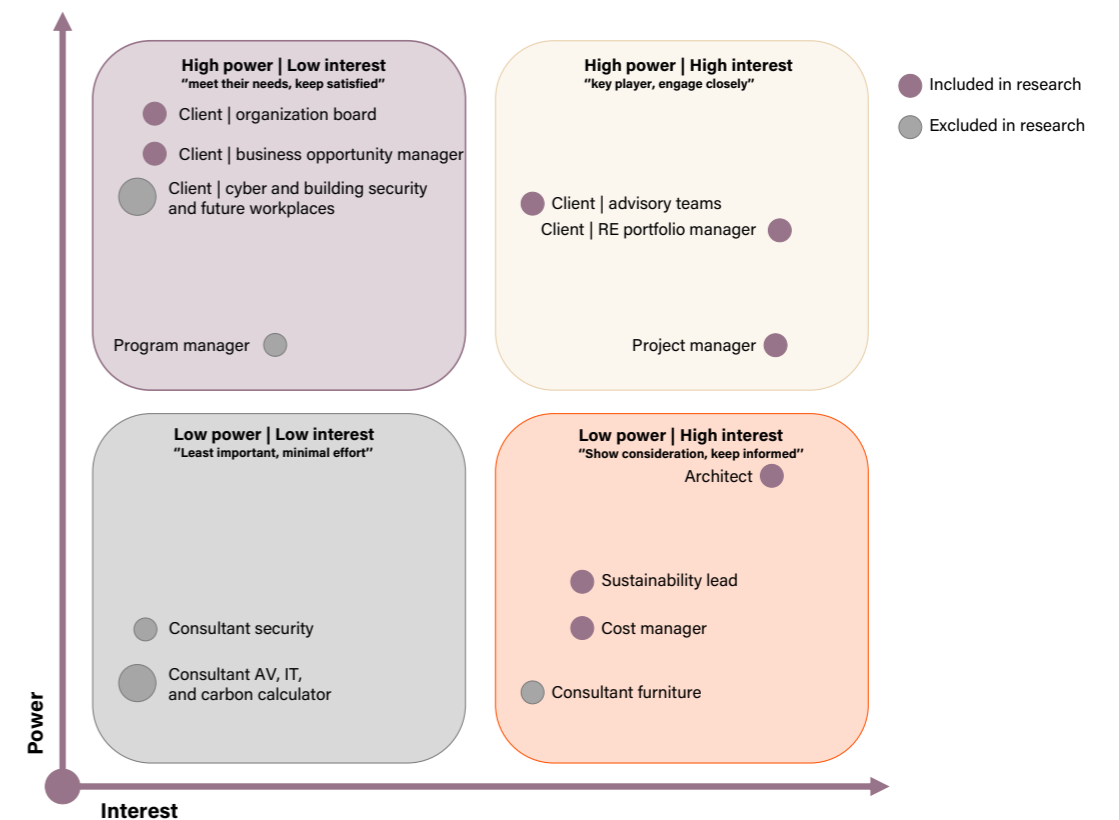 High power | Low interest
”meet their needs, keep satisfied”
Client | organization board
Client | business opportunity manager
Client | cyber and building security
and future workplaces
Program manager
High power | High interest
”key player, engage closely”
Client | advisory teams
Client | RE portfolio manager
Project manager
Included in research
Excluded in research
Low power | Low interest
”Least important, minimal effort”
Consultant security
Consultant AV, IT,
and carbon calculator
Low power | High interest
”Show consideration, keep informed”
Architect
Sustainability lead
Cost manager
Consultant furniture
Power
Interest